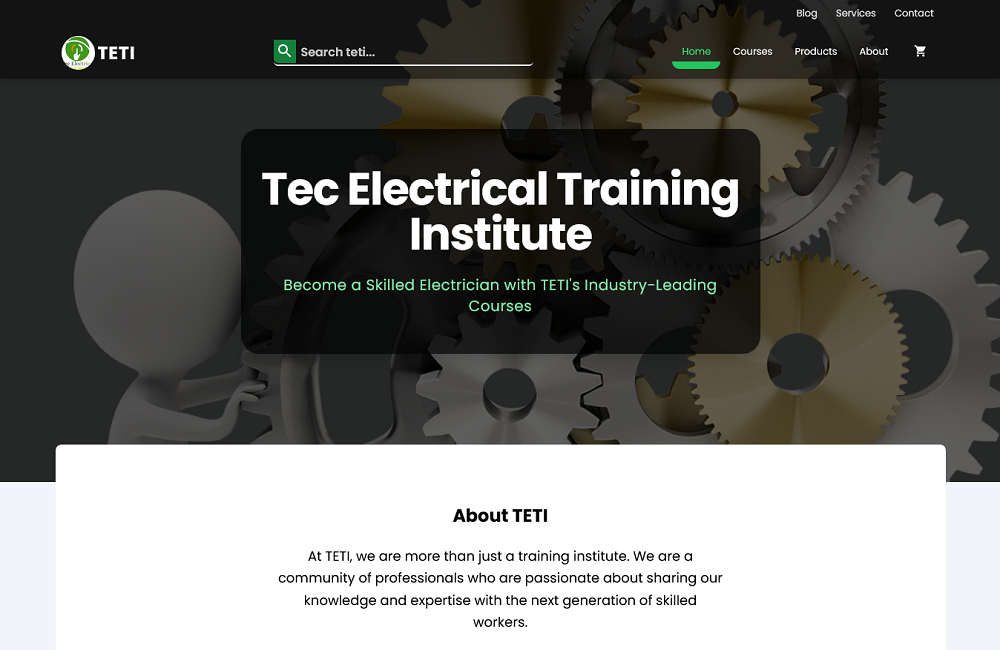 Blog Services Contact
TETI
Search teti...
Home Courses Products About
Tec Electrical Training
Institute
Become a Skilled Electrician with TETI's Industry-Leading
Courses
About TETI
At TETI, we are more than just a training institute. We are a
community of professionals who are passionate about sharing our
knowledge and expertise with the next generation of skilled
workers.